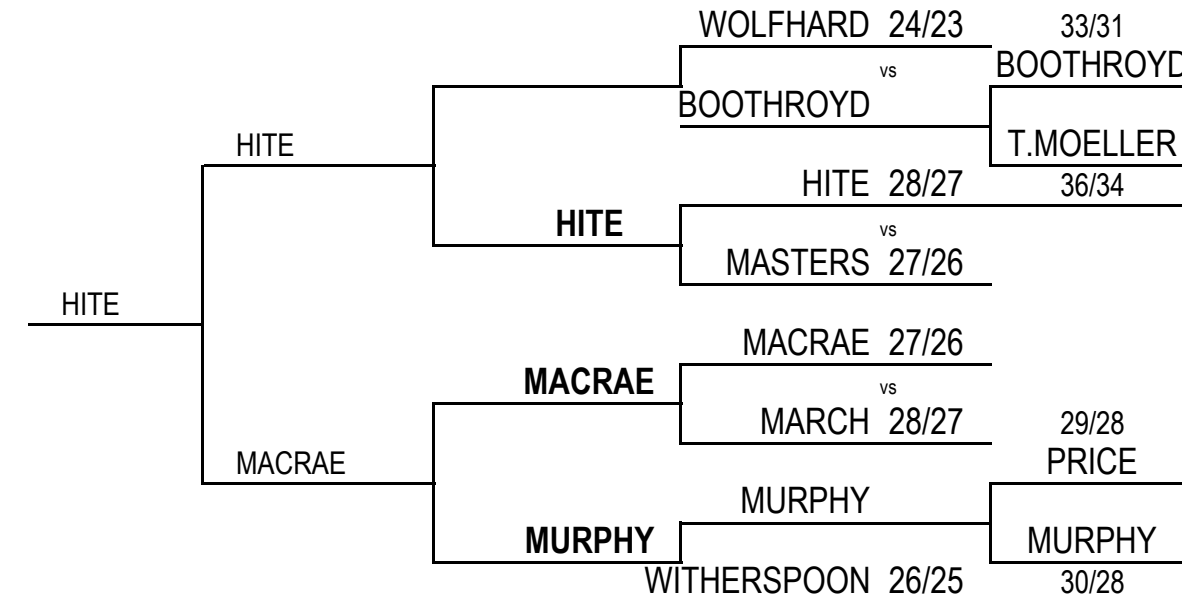 WOLFHARD 24/23 33/31
vs BOOTHROYD
BOOTHROYD
HITE T.MOELLER
HITE 28/27 36/34
HITE vs
MASTERS 27/26
HITE
MACRAE 27/26
MACRAE vs
MARCH 28/27 29/28
MACRAE PRICE
MURPHY
MURPHY MURPHY
WITHERSPOON 26/25 30/28